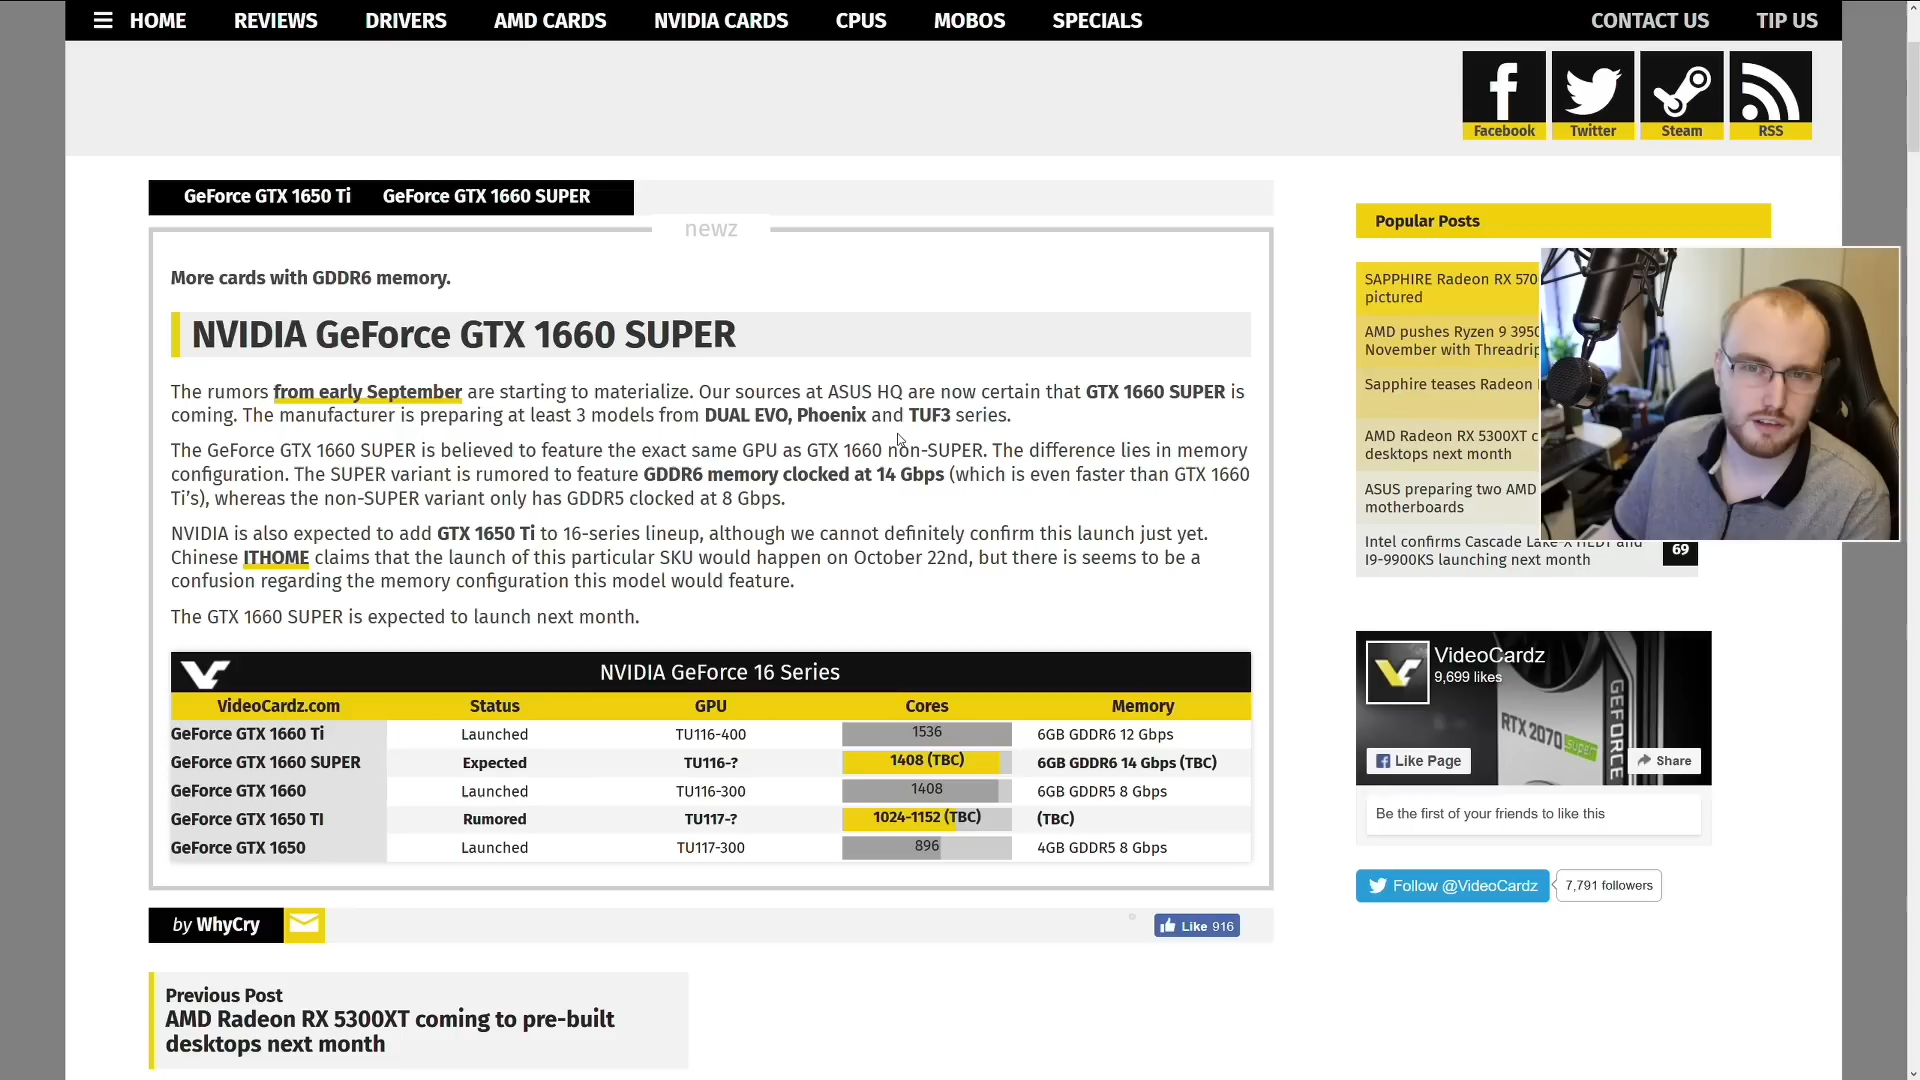 HOME REVIEWS DRIVERS AMD CARDS NVIDIA CARDS CPUS MOBOS SPECIALS CONTACT US TIP US
Facebook Twitter Steam RSS
GeForce GTX 1650 Ti GeForce GTX 1660 SUPER
newz
More cards with GDDR6 memory.
NVIDIA GeForce GTX 1660 SUPER
The rumors from early September are starting to materialize. Our sources at ASUS HQ are now certain that GTX 1660 SUPER is
coming. The manufacturer is preparing at least 3 models from DUAL EVO, Phoenix and TUF3 series.
The GeForce GTX 1660 SUPER is believed to feature the exact same GPU as GTX 1660 non-SUPER. The difference lies in memory
configuration. The SUPER variant is rumored to feature GDDR6 memory clocked at 14 Gbps (which is even faster than GTX 1660
Ti's), whereas the non-SUPER variant only has GDDR5 clocked at 8 Gbps.
NVIDIA is also expected to add GTX 1650 Ti to 16-series lineup, although we cannot definitely confirm this launch just yet.
Chinese ITHOME claims that the launch of this particular SKU would happen on October 22nd, but there is seems to be a
confusion regarding the memory configuration this model would feature.
The GTX 1660 SUPER is expected to launch next month.
NVIDIA GeForce 16 Series
VideoCardz.com Status GPU Cores Memory
GeForce GTX 1660 Ti Launched TU116-400 1536 6GB GDDR6 12 Gbps
GeForce GTX 1660 SUPER Expected TU116-? 1408 (TBC) 6GB GDDR6 14 Gbps (TBC)
GeForce GTX 1660 Launched TU116-300 1408 6GB GDDR5 8 Gbps
GeForce GTX 1650 TI Rumored TU117-? 1024-1152 (TBC) (TBC)
GeForce GTX 1650 Launched TU117-300 896 4GB GDDR5 8 Gbps
by WhyCry
Like 916
Previous Post
AMD Radeon RX 5300XT coming to pre-built
desktops next month
Popular Posts
SAPPHIRE Radeon RX 570
pictured
AMD pushes Ryzen 9 3950
November with Threadrip
Sapphire teases Radeon
AMD Radeon RX 5300XT c
desktops next month
ASUS preparing two AMD
motherboards
Intel confirms Cascade Lake-X HEDT and
I9-9900KS launching next month
69
VideoCardz
9,699 likes
RTX 2070 super
GEFORCE
Like Page Share
Be the first of your friends to like this
Follow @VideoCardz 7,791 followers